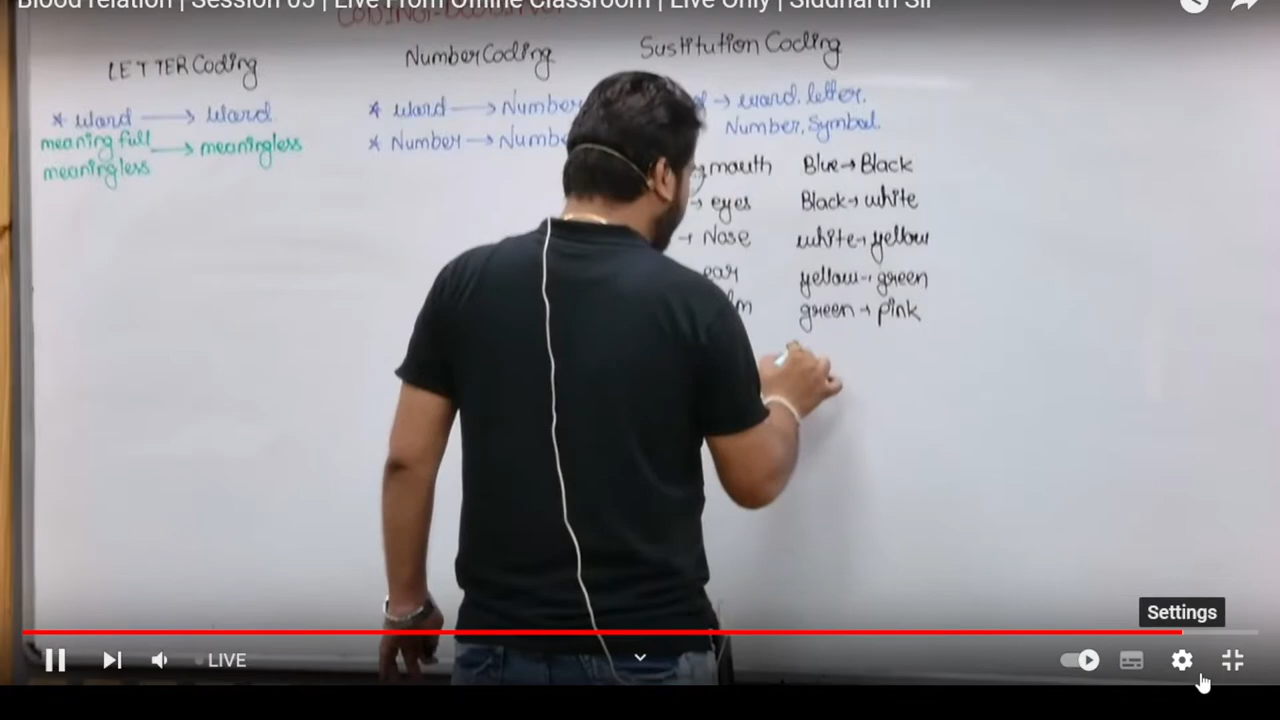 Blood relation | Session 05 | Live From Offline Classroom | Live Only | Siddharth Sir
LETTER Coding
* Word → Word
meaning full → meaningless
meaningless
Number Coding
* Word → Number
* Number → Numbe
Sustitution Coding
→ word, letter,
Number, Symbol
→ mouth
→ eyes
→ Nose
ear
Blue → Black
Black → white
white → yellow
yellow → green
green → pink
Settings
LIVE